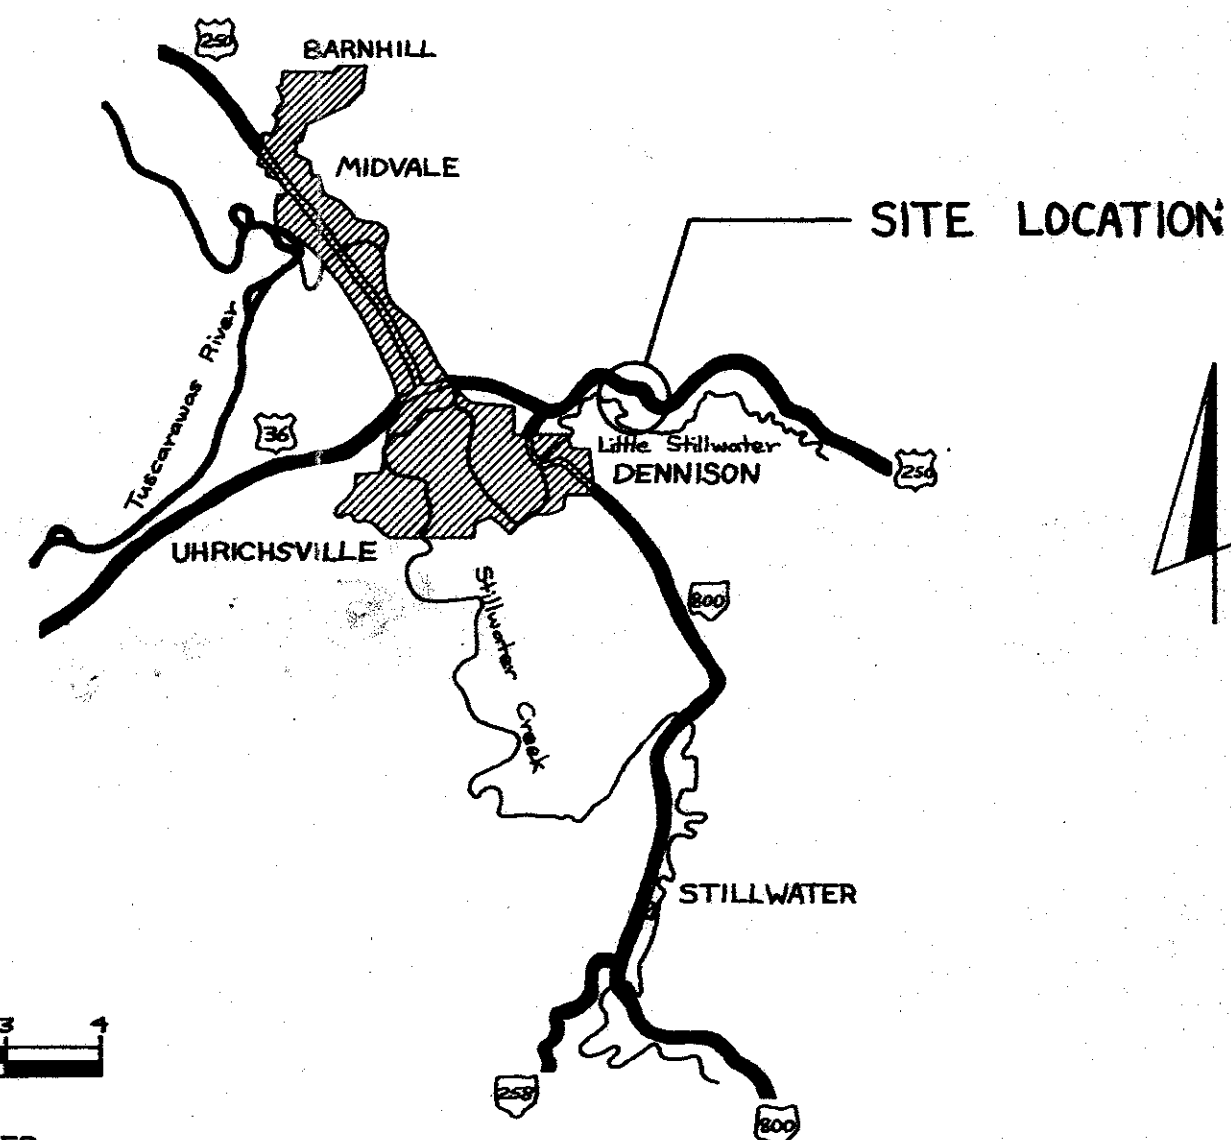 250
BARNHILL
MIDVALE
SITE LOCATION
Tuscarawas River
36
Little Stillwater
DENNISON
250
UHRICHSVILLE
Stillwater Creek
800
STILLWATER
3 4
258
800